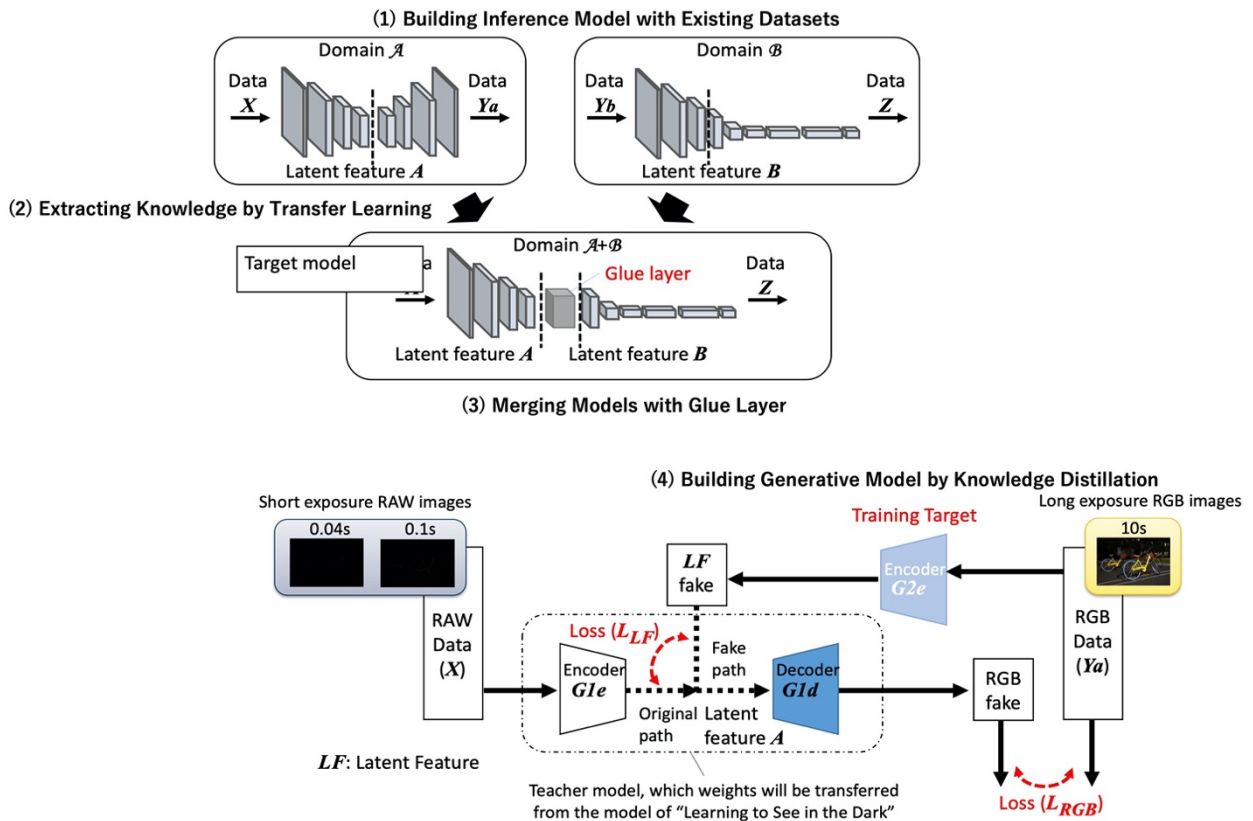 (1) Building Inference Model with Existing Datasets
Domain 𝒜
Data
X
Data
Ya
Latent feature A
Domain ℬ
Data
Yb
Data
Z
Latent feature B
(2) Extracting Knowledge by Transfer Learning
Target model
Domain 𝒜+ℬ
Glue layer
Data
Z
Latent feature A
Latent feature B
(3) Merging Models with Glue Layer
(4) Building Generative Model by Knowledge Distillation
Short exposure RAW images
0.04s
0.1s
Long exposure RGB images
10s
Training Target
LF
fake
Encoder
G2e
RAW
Data
(X)
Loss (L_LF)
Encoder
G1e
Fake
path
Decoder
G1d
RGB
Data
(Ya)
Original
path
Latent
feature A
RGB
fake
LF: Latent Feature
Teacher model, which weights will be transferred
from the model of “Learning to See in the Dark”
Loss (L_RGB)